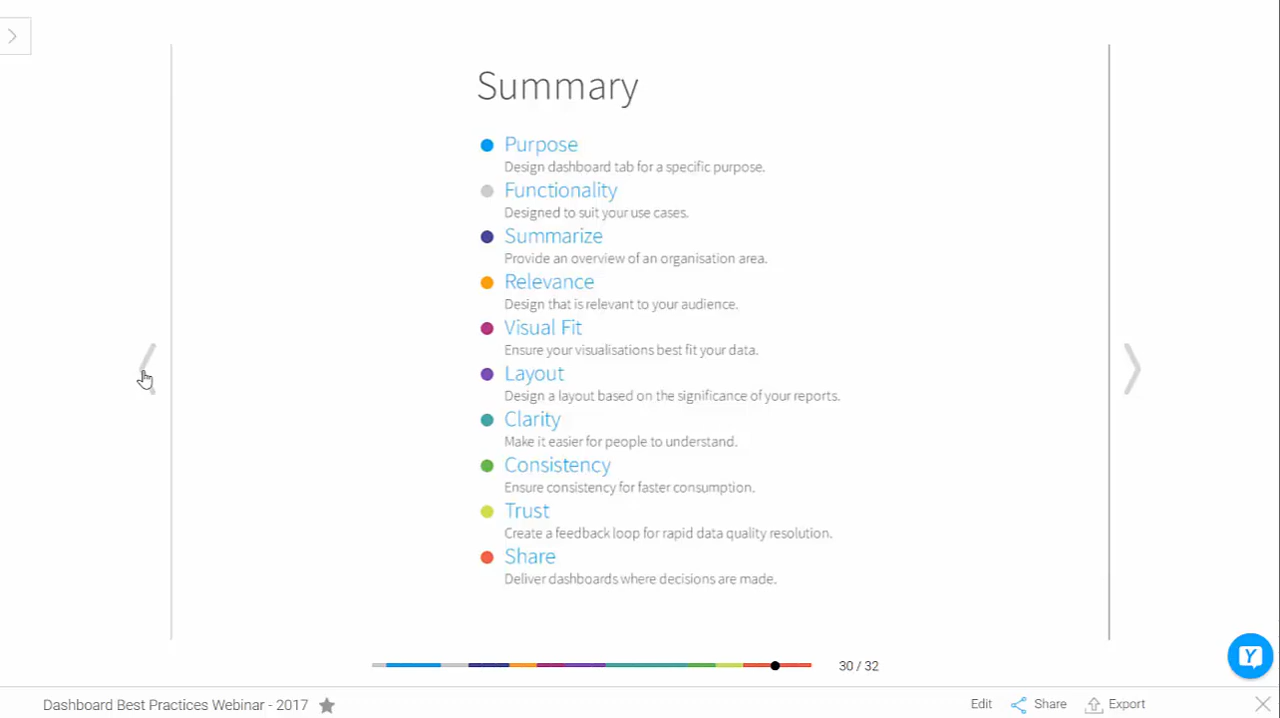 Summary
Purpose
Design dashboard tab for a specific purpose.
Functionality
Designed to suit your use cases.
Summarize
Provide an overview of an organisation area.
Relevance
Design that is relevant to your audience.
Visual Fit
Ensure your visualisations best fit your data.
Layout
Design a layout based on the significance of your reports.
Clarity
Make it easier for people to understand.
Consistency
Ensure consistency for faster consumption.
Trust
Create a feedback loop for rapid data quality resolution.
Share
Deliver dashboards where decisions are made.
30 / 32
Y
Dashboard Best Practices Webinar - 2017
Edit Share Export